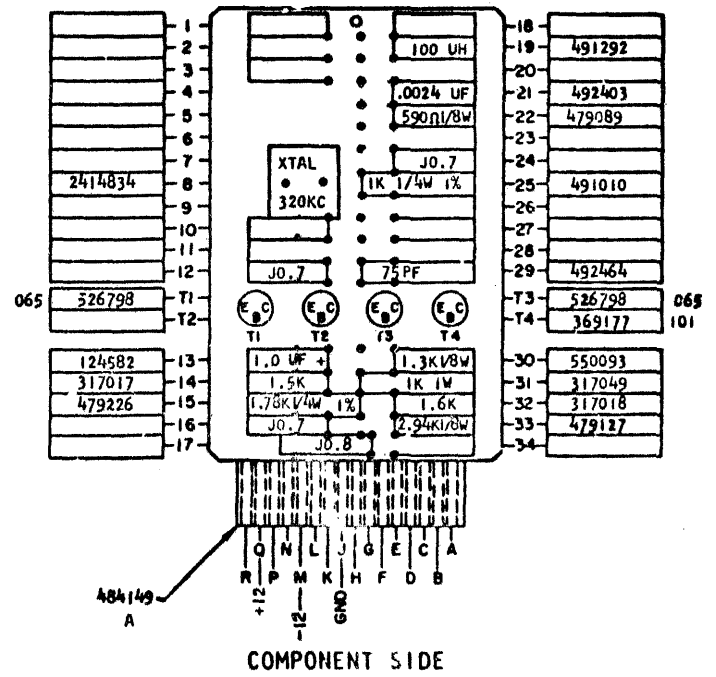 1 18
2 100 UH 19 491292
3 20
4 .0024 UF 21 492403
5 590Ω1/8W 22 479089
6 23
7 XTAL J0.7 24
2414834 8 1K 1/4W 1% 25 491010
9 320KC 26
10 27
11 28
12 J0.7 75PF 29 492464
065 526798 T1 E B C E B C E B C E B C T3 526798 065
T2 T4 369177 101
T1 T2 T3 T4
124582 13 1.0 UF + 1.3K1/8W 30 550093
317017 14 1.5K 1K 1W 31 317049
479226 15 1.78K1/4W 1% 1.6K 32 317018
16 J0.7 2.94K1/8W 33 479127
17 J0.8 34
Q N L J G E C A
R P M K H F D B
+12 -12 GND
484149
A
COMPONENT SIDE